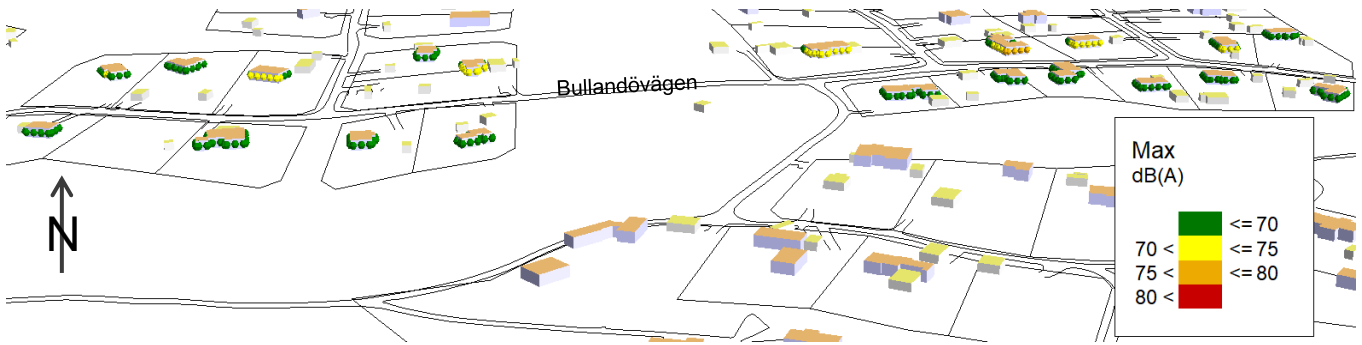 Bullandövägen
N
Max
dB(A)
<= 70
70 < <= 75
75 < <= 80
80 <